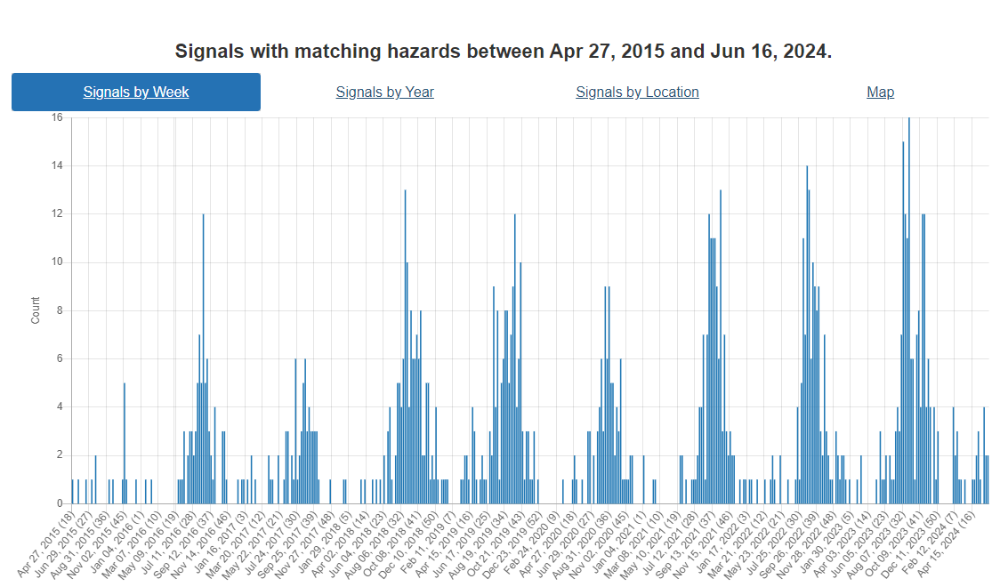 Signals with matching hazards between Apr 27, 2015 and Jun 16, 2024.
Signals by Week
Signals by Year
Signals by Location
Map
16
14
12
10
8
6
4
2
0
Count
Apr 27, 2015 (18)
Jun 29, 2015 (27)
Aug 31, 2015 (36)
Nov 02, 2015 (45)
Jan 04, 2016 (1)
Mar 07, 2016 (10)
May 09, 2016 (19)
Jul 11, 2016 (28)
Sep 12, 2016 (37)
Nov 14, 2016 (46)
Jan 16, 2017 (3)
Mar 20, 2017 (12)
May 22, 2017 (21)
Jul 24, 2017 (30)
Sep 25, 2017 (39)
Nov 27, 2017 (48)
Jan 29, 2018 (5)
Apr 02, 2018 (14)
Jun 04, 2018 (23)
Aug 06, 2018 (32)
Oct 08, 2018 (41)
Dec 10, 2018 (50)
Feb 11, 2019 (7)
Apr 15, 2019 (16)
Jun 17, 2019 (25)
Aug 19, 2019 (34)
Oct 21, 2019 (43)
Dec 23, 2019 (52)
Feb 24, 2020 (9)
Apr 27, 2020 (18)
Jun 29, 2020 (27)
Aug 31, 2020 (36)
Nov 02, 2020 (45)
Jan 04, 2021 (1)
Mar 08, 2021 (10)
May 10, 2021 (19)
Jul 12, 2021 (28)
Sep 13, 2021 (37)
Nov 15, 2021 (46)
Jan 17, 2022 (3)
Mar 21, 2022 (12)
May 23, 2022 (21)
Jul 25, 2022 (30)
Sep 26, 2022 (39)
Nov 28, 2022 (48)
Jan 30, 2023 (5)
Apr 03, 2023 (14)
Jun 05, 2023 (23)
Aug 07, 2023 (32)
Oct 09, 2023 (41)
Dec 11, 2023 (50)
Feb 12, 2024 (7)
Apr 15, 2024 (16)